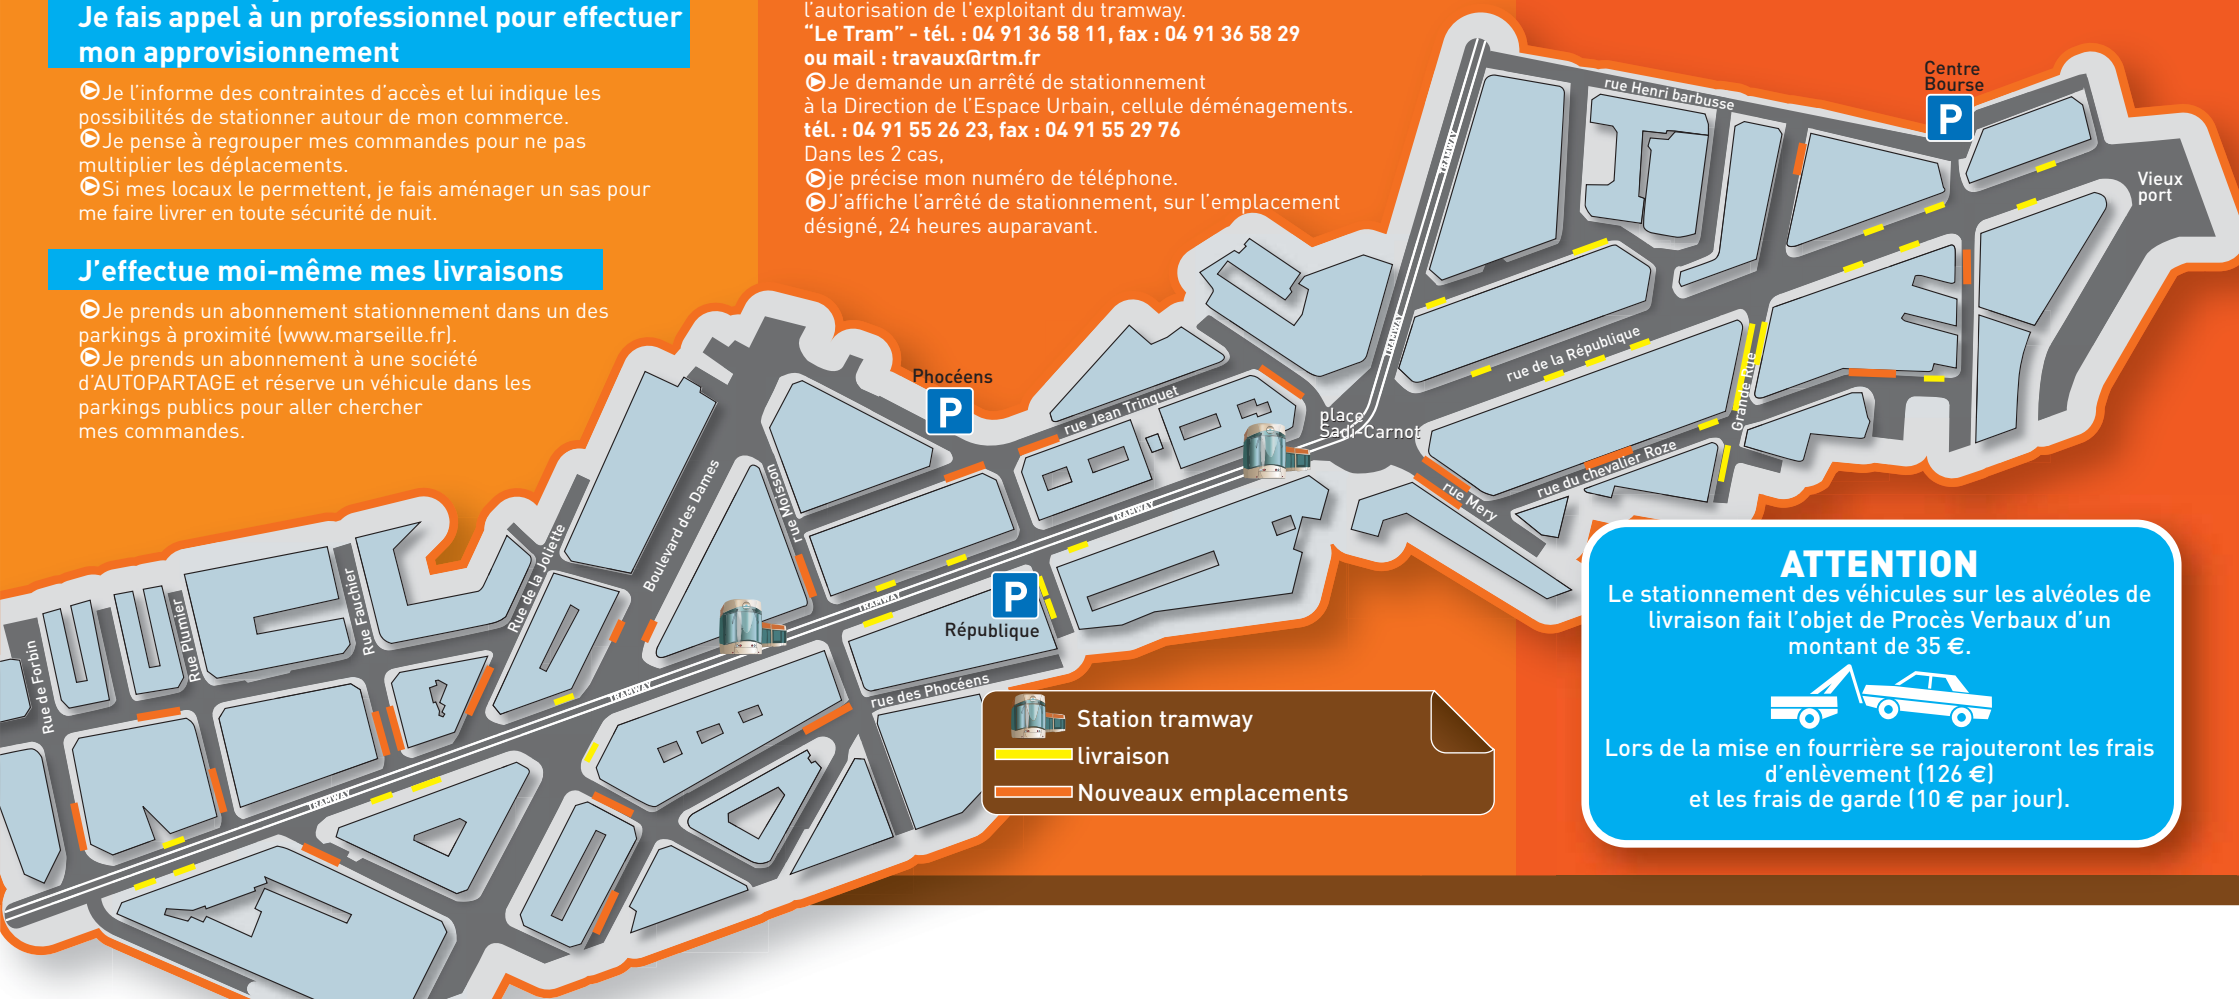 Je fais appel à un professionnel pour effectuer
mon approvisionnement
Je l’informe des contraintes d’accès et lui indique les
possibilités de stationner autour de mon commerce.
Je pense à regrouper mes commandes pour ne pas
multiplier les déplacements.
Si mes locaux le permettent, je fais aménager un sas pour
me faire livrer en toute sécurité de nuit.
J’effectue moi-même mes livraisons
Je prends un abonnement stationnement dans un des
parkings à proximité (www.marseille.fr).
Je prends un abonnement à une société
d’AUTOPARTAGE et réserve un véhicule dans les
parkings publics pour aller chercher
mes commandes.
l’autorisation de l'exploitant du tramway.
“Le Tram” - tél. : 04 91 36 58 11, fax : 04 91 36 58 29
ou mail : travaux@rtm.fr
Je demande un arrêté de stationnement
à la Direction de l’Espace Urbain, cellule déménagements.
tél. : 04 91 55 26 23, fax : 04 91 55 29 76
Dans les 2 cas,
je précise mon numéro de téléphone.
J’affiche l’arrêté de stationnement, sur l’emplacement
désigné, 24 heures auparavant.
rue Henri barbusse
Centre
Bourse
P
Vieux
port
TRAMWAY
TRAMWAY
rue de la République
Grande Rue
place
Sadi-Carnot
rue du chevalier Roze
rue Mery
Phocéens
P
rue Jean Trinquet
TRAMWAY
rue Moisson
Boulevard des Dames
Rue de la Joliette
Rue Fauchier
Rue Plumier
Rue de Forbin
TRAMWAY
P
République
rue des Phocéens
TRAMWAY
TRAMWAY
Station tramway
livraison
Nouveaux emplacements
ATTENTION
Le stationnement des véhicules sur les alvéoles de
livraison fait l’objet de Procès Verbaux d’un
montant de 35 €.
Lors de la mise en fourrière se rajouteront les frais
d’enlèvement (126 €)
et les frais de garde (10 € par jour).